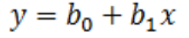 y = b₀ + b₁x